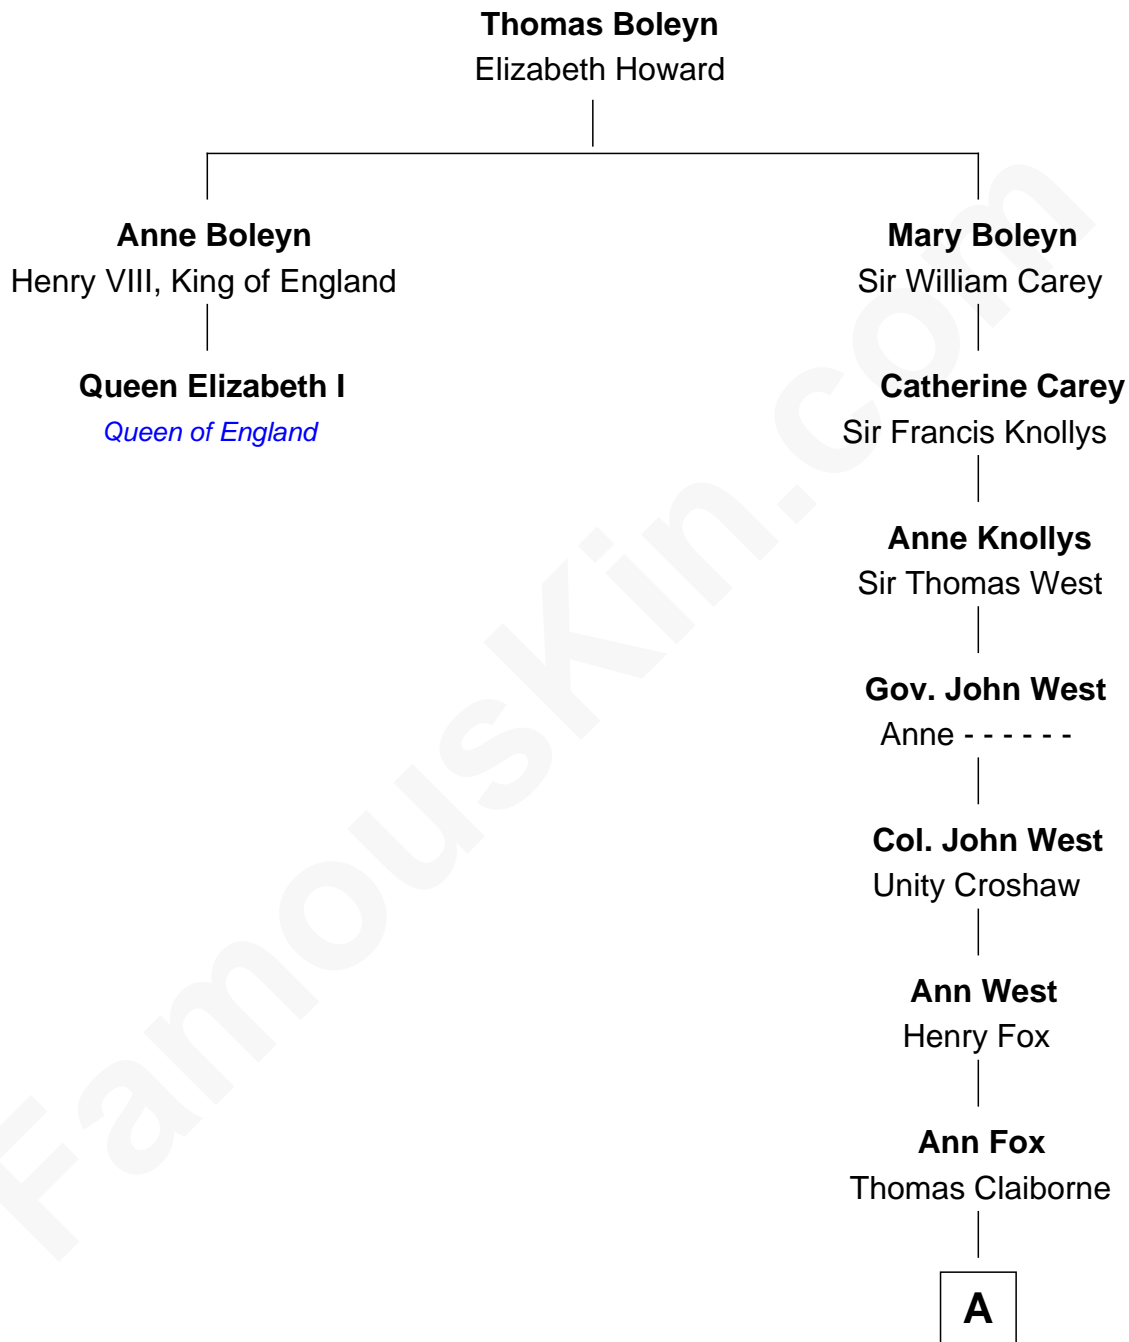 Thomas Boleyn
Elizabeth Howard
Anne Boleyn
Henry VIII, King of England
Mary Boleyn
Sir William Carey
Queen Elizabeth I
Queen of England
Catherine Carey
Sir Francis Knollys
Anne Knollys
Sir Thomas West
Gov. John West
Anne - - - - - -
Col. John West
Unity Croshaw
Ann West
Henry Fox
Ann Fox
Thomas Claiborne
A
FamousKin.com